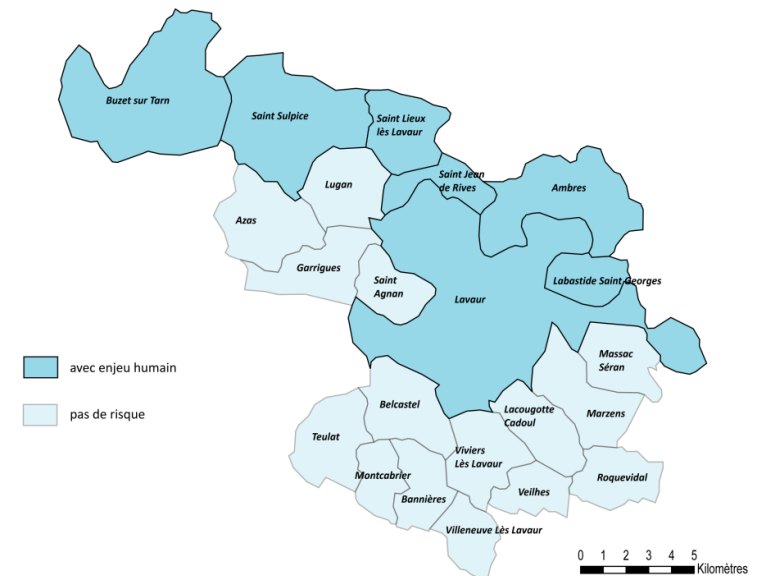 Buzet sur Tarn
Saint Sulpice
Saint Lieux
lès Lavaur
Lugan
Saint Jean
de Rives
Ambres
Azas
Garrigues
Saint
Agnan
Lavaur
Labastide Saint Georges
avec enjeu humain
pas de risque
Massac
Séran
Belcastel
Lacougotte
Cadoul
Marzens
Teulat
Viviers
Lès Lavaur
Montcabrier
Bannières
Veilhes
Roquevidal
Villeneuve Lès Lavaur
0 1 2 3 4 5
Kilomètres